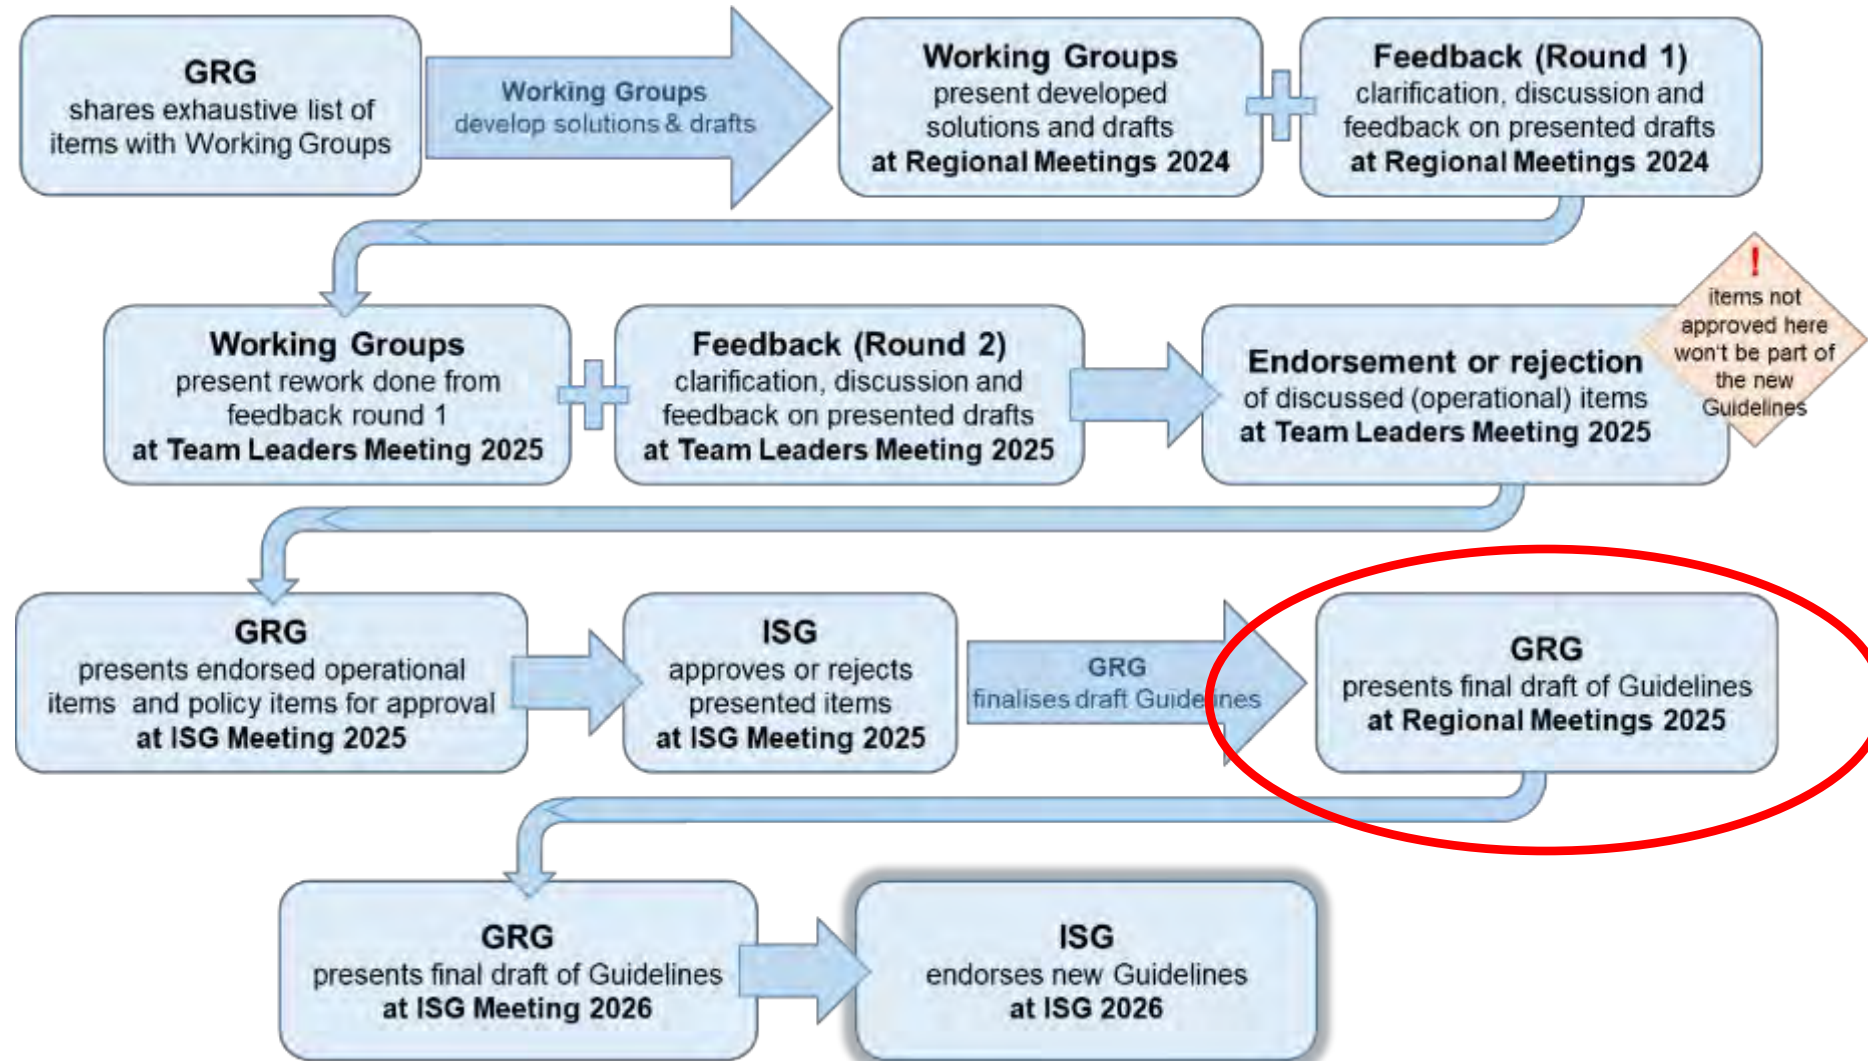 GRG
shares exhaustive list of
items with Working Groups
Working Groups
develop solutions & drafts
Working Groups
present developed
solutions and drafts
at Regional Meetings 2024
Feedback (Round 1)
clarification, discussion and
feedback on presented drafts
at Regional Meetings 2024
Working Groups
present rework done from
feedback round 1
at Team Leaders Meeting 2025
Feedback (Round 2)
clarification, discussion and
feedback on presented drafts
at Team Leaders Meeting 2025
Endorsement or rejection
of discussed (operational) items
at Team Leaders Meeting 2025
!
items not
approved here
won't be part of
the new
Guidelines
GRG
presents endorsed operational
items and policy items for approval
at ISG Meeting 2025
ISG
approves or rejects
presented items
at ISG Meeting 2025
GRG
finalises draft Guidelines
GRG
presents final draft of Guidelines
at Regional Meetings 2025
GRG
presents final draft of Guidelines
at ISG Meeting 2026
ISG
endorses new Guidelines
at ISG 2026